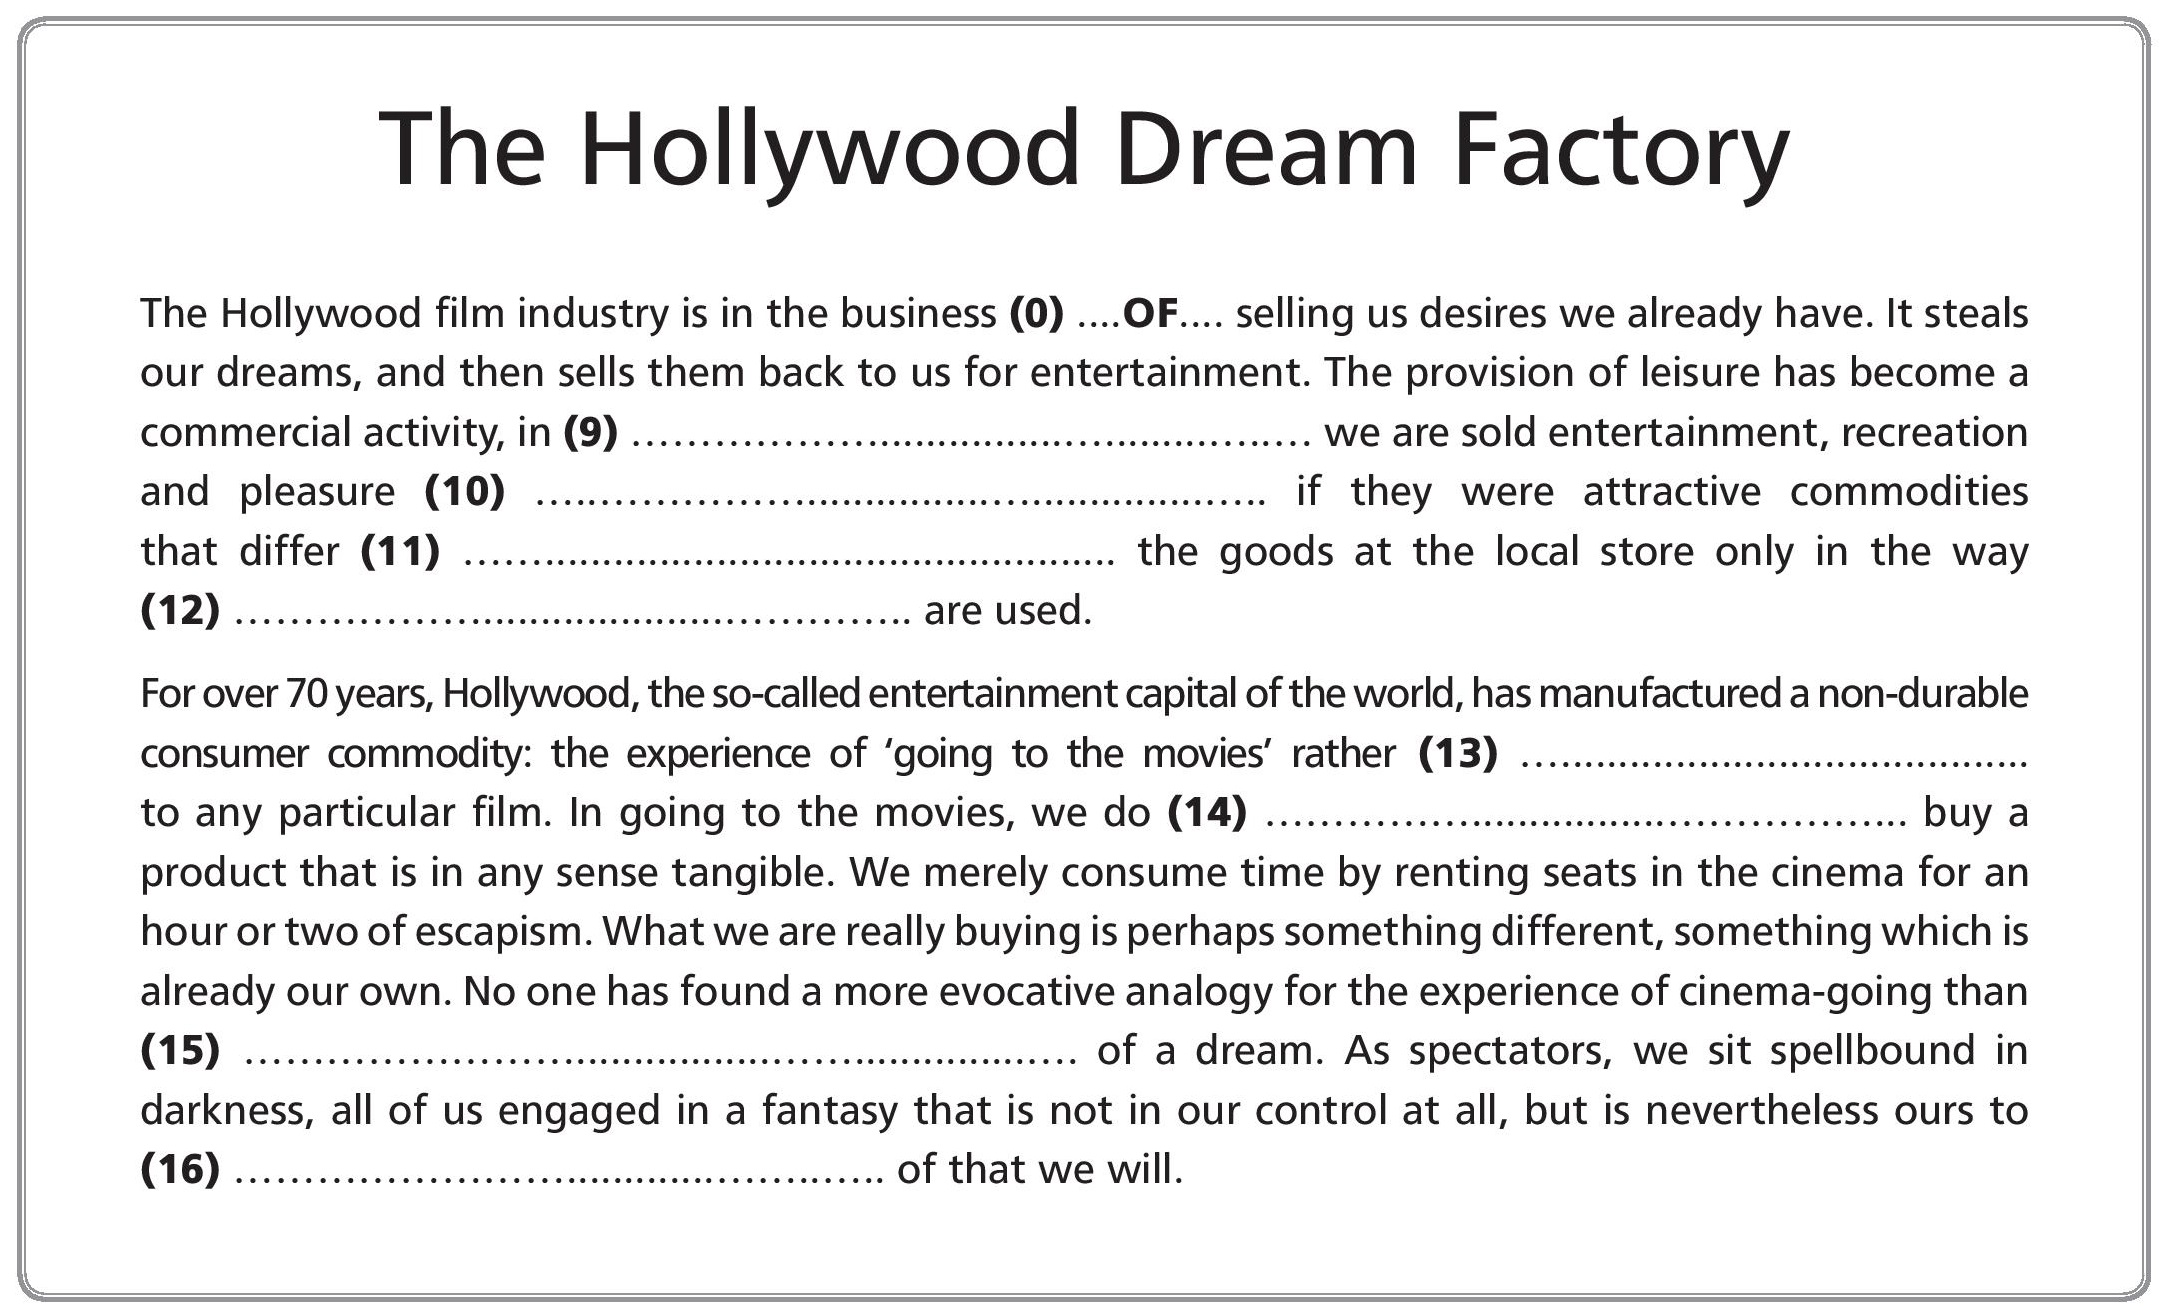 The Hollywood Dream Factory
The Hollywood film industry is in the business (0) ....OF.... selling us desires we already have. It steals
our dreams, and then sells them back to us for entertainment. The provision of leisure has become a
commercial activity, in (9) .................................................. we are sold entertainment, recreation
and pleasure (10) .................................................. if they were attractive commodities
that differ (11) .................................................. the goods at the local store only in the way
(12) .................................................. are used.
For over 70 years, Hollywood, the so-called entertainment capital of the world, has manufactured a non-durable
consumer commodity: the experience of ‘going to the movies’ rather (13) ..................................................
to any particular film. In going to the movies, we do (14) .................................................. buy a
product that is in any sense tangible. We merely consume time by renting seats in the cinema for an
hour or two of escapism. What we are really buying is perhaps something different, something which is
already our own. No one has found a more evocative analogy for the experience of cinema-going than
(15) .................................................. of a dream. As spectators, we sit spellbound in
darkness, all of us engaged in a fantasy that is not in our control at all, but is nevertheless ours to
(16) .................................................. of that we will.